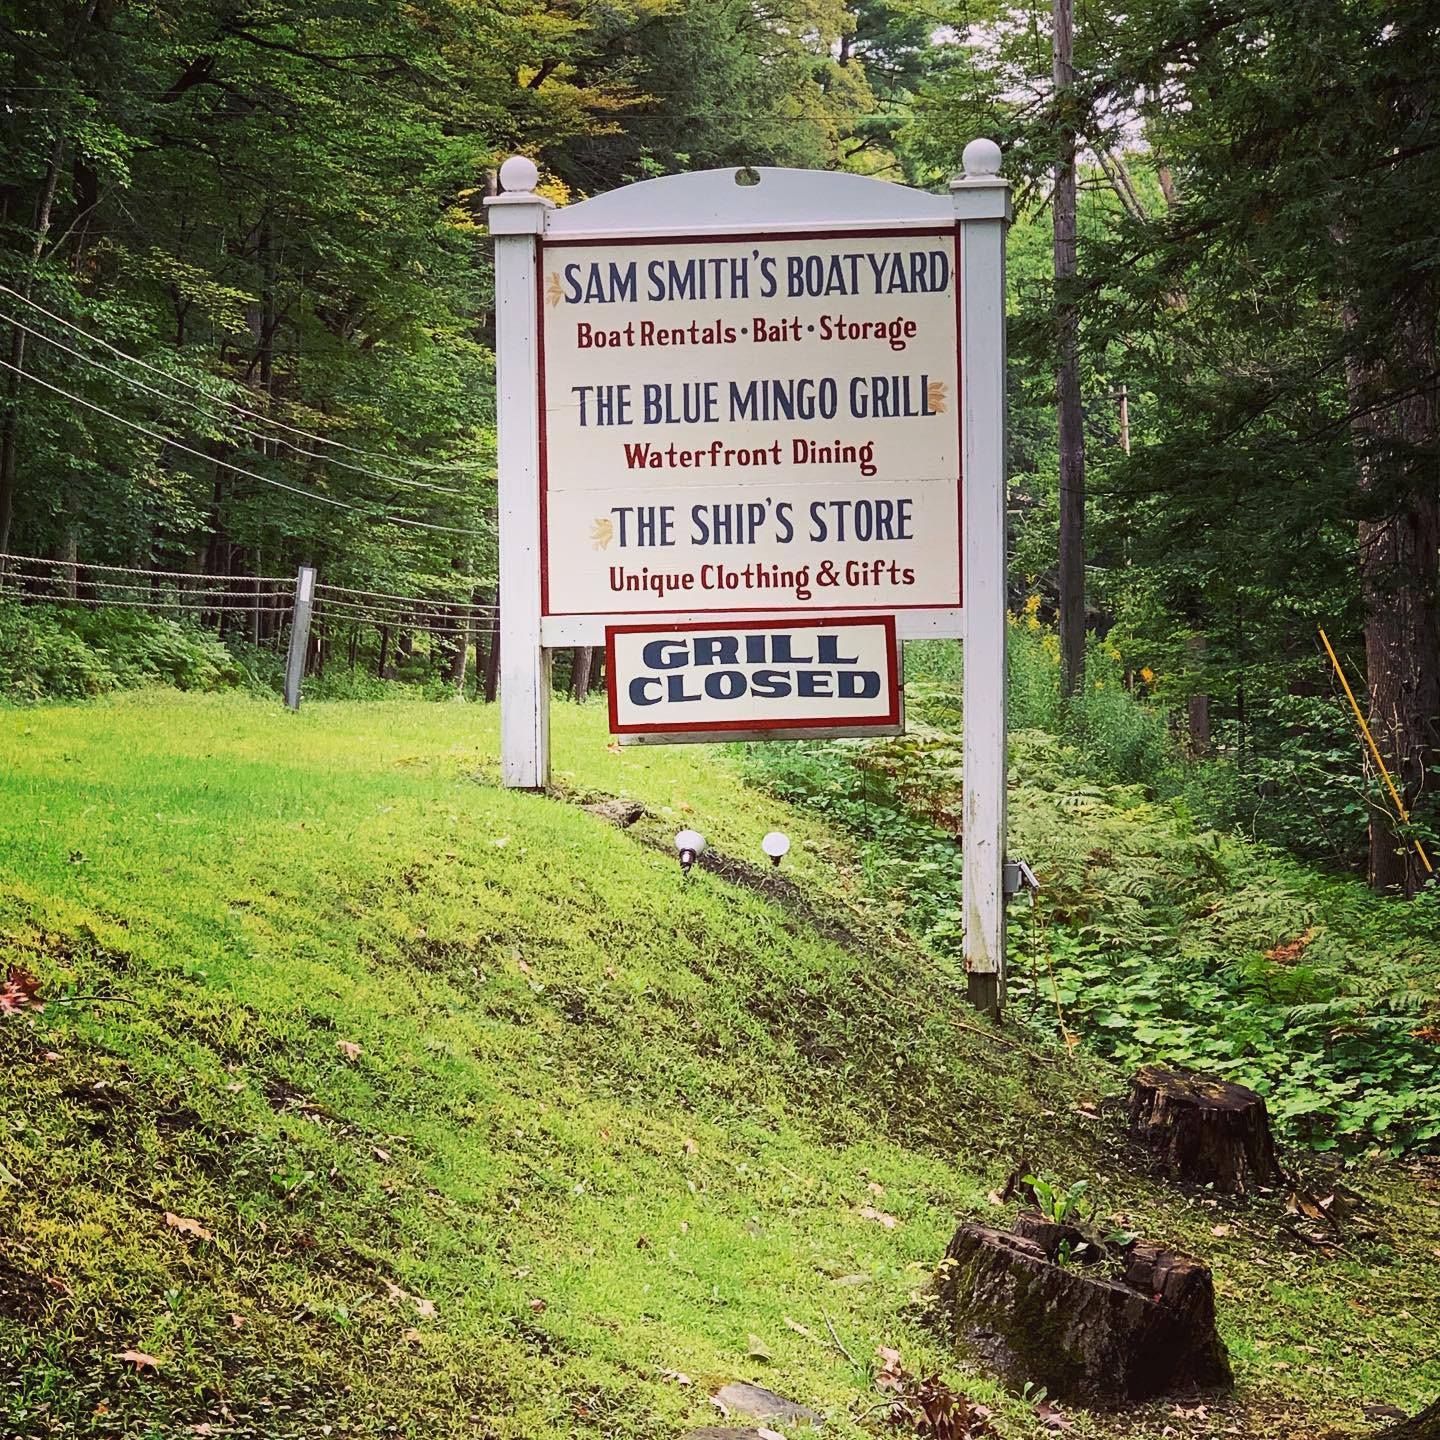 SAM SMITH'S BOATYARD
Boat Rentals • Bait • Storage
THE BLUE MINGO GRILL
Waterfront Dining
THE SHIP'S STORE
Unique Clothing & Gifts
GRILL
CLOSED